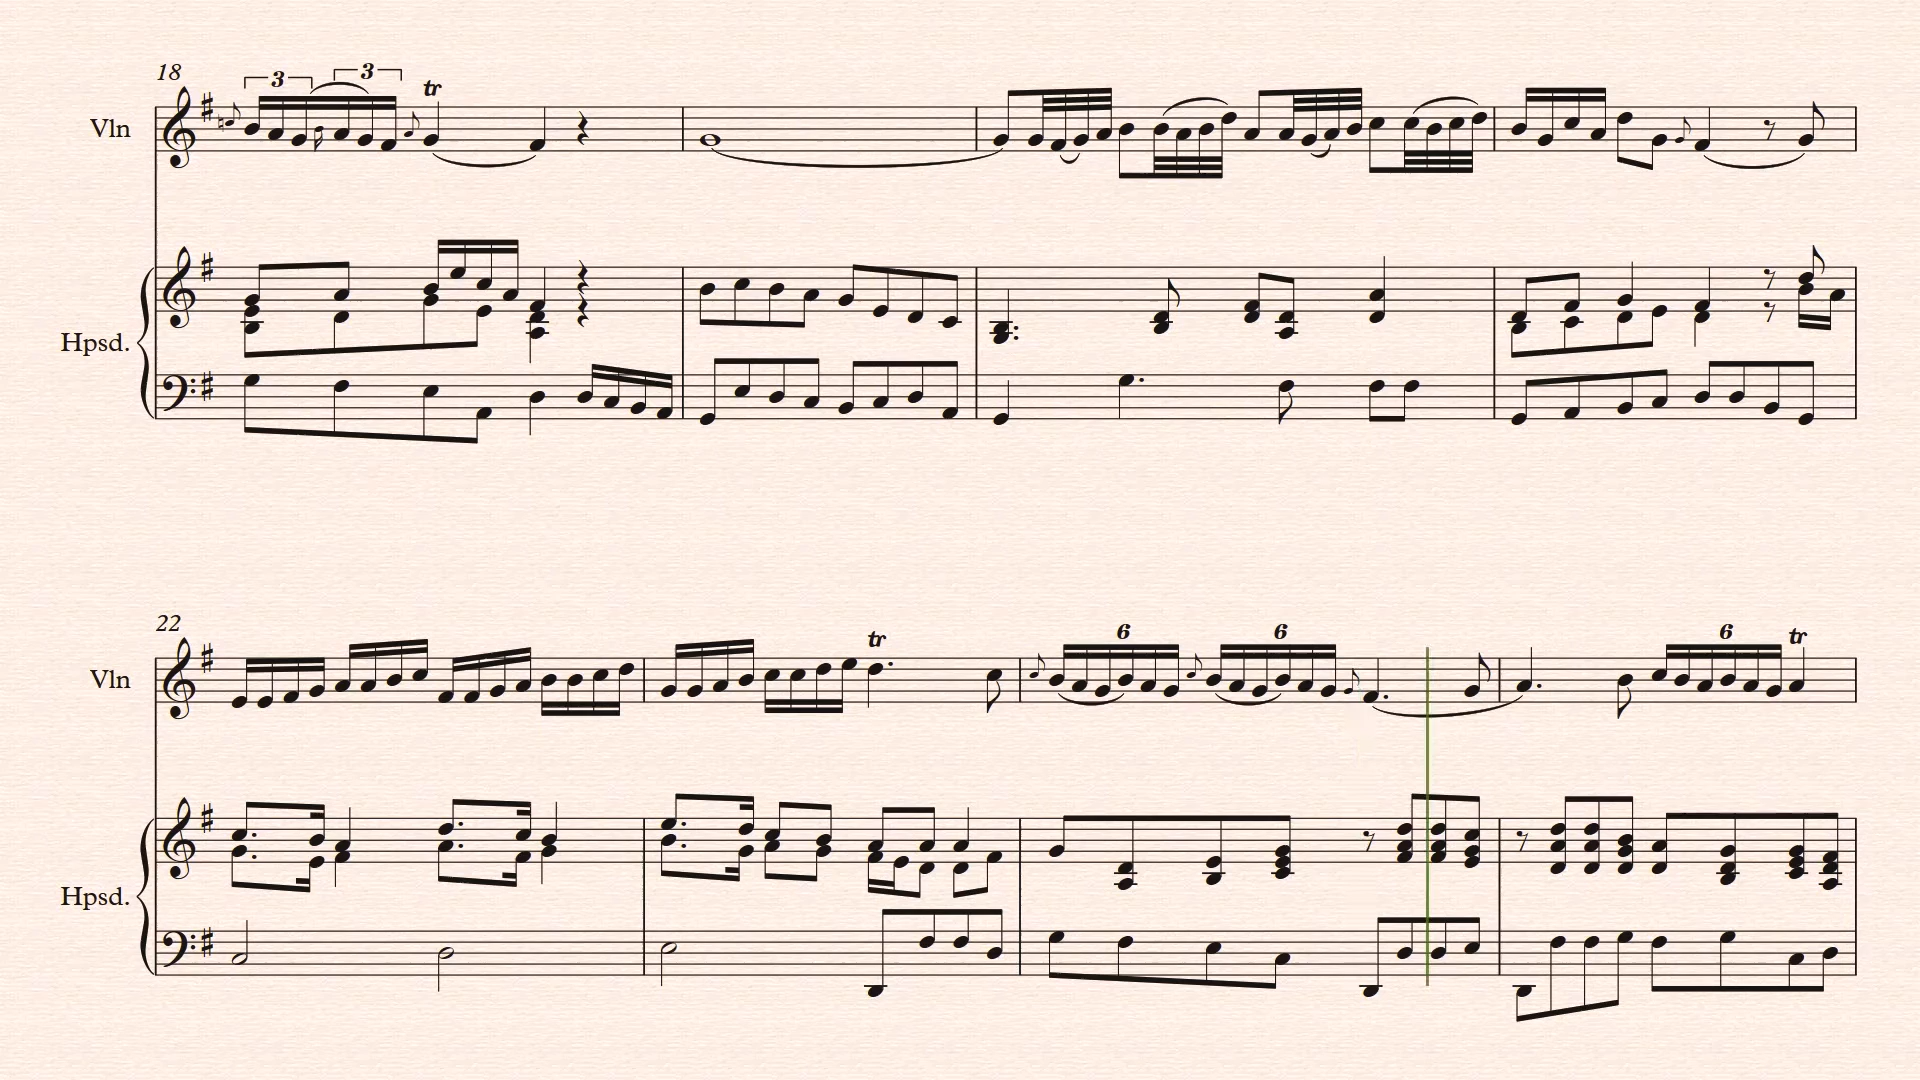 18
3 3 tr
Vln
Hpsd.
22
tr 6 6 6 tr
Vln
Hpsd.